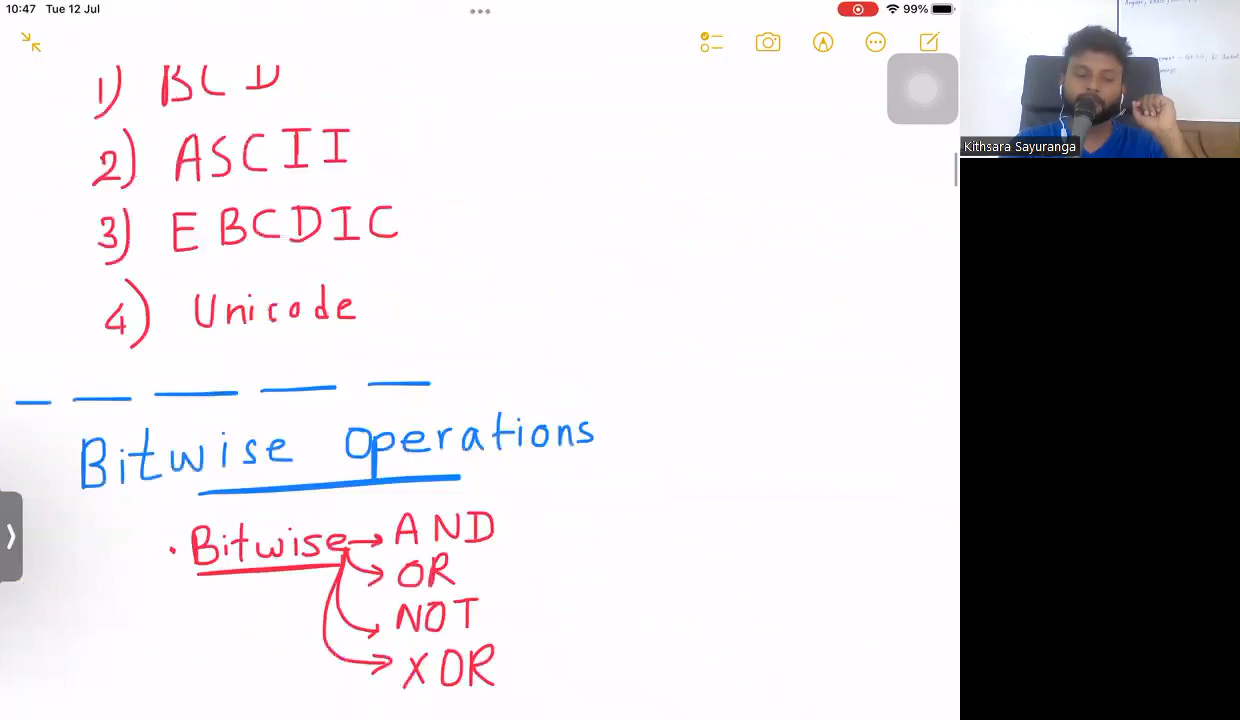 10:47 Tue 12 Jul
99%
1) BCD
2) ASCII
3) EBCDIC
4) Unicode
Bitwise Operations
Bitwise → AND
OR
NOT
XOR
Kithsara Sayuranga